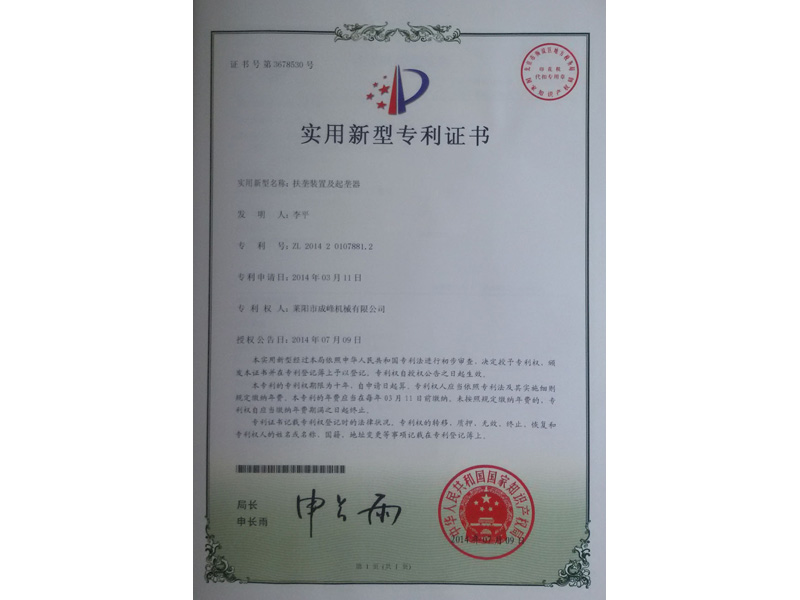 证书号第3678530号
实用新型专利证书
实用新型名称：扶垄装置及起垄器
发明人：李平
专利号：ZL 2014 2 0107881.2
专利申请日：2014年03月11日
专利权人：莱阳市成峰机械有限公司
授权公告日：2014年07月09日
本实用新型经过本局依照中华人民共和国专利法进行初步审查，决定授予专利权，颁
发本证书并在专利登记簿上予以登记。专利权自授权公告之日起生效。
本专利的专利权期限为十年，自申请日起算。专利权人应当依照专利法及其实施细则
规定缴纳年费。本专利的年费应当在每年03月11日前缴纳。未按照规定缴纳年费的，专
利权自应当缴纳年费期满之日起终止。
专利证书记载专利权登记时的法律状况。专利权的转移、质押、无效、终止、恢复和
专利权人的姓名或名称、国籍、地址变更等事项记载在专利登记簿上。
局长
申长雨
申长雨
中华人民共和国国家知识产权局
2014年07月09日
第1页(共1页)